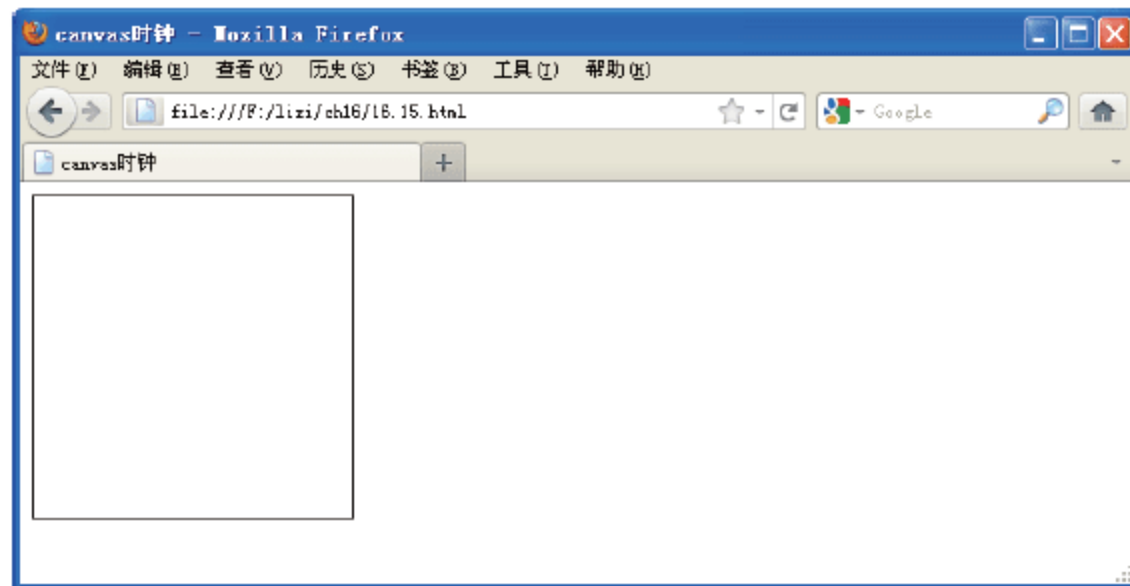 canvas时钟 - Mozilla Firefox
文件(F) 编辑(E) 查看(V) 历史(S) 书签(B) 工具(T) 帮助(H)
file:///F:/lizi/ch16/16.15.html Google
canvas时钟